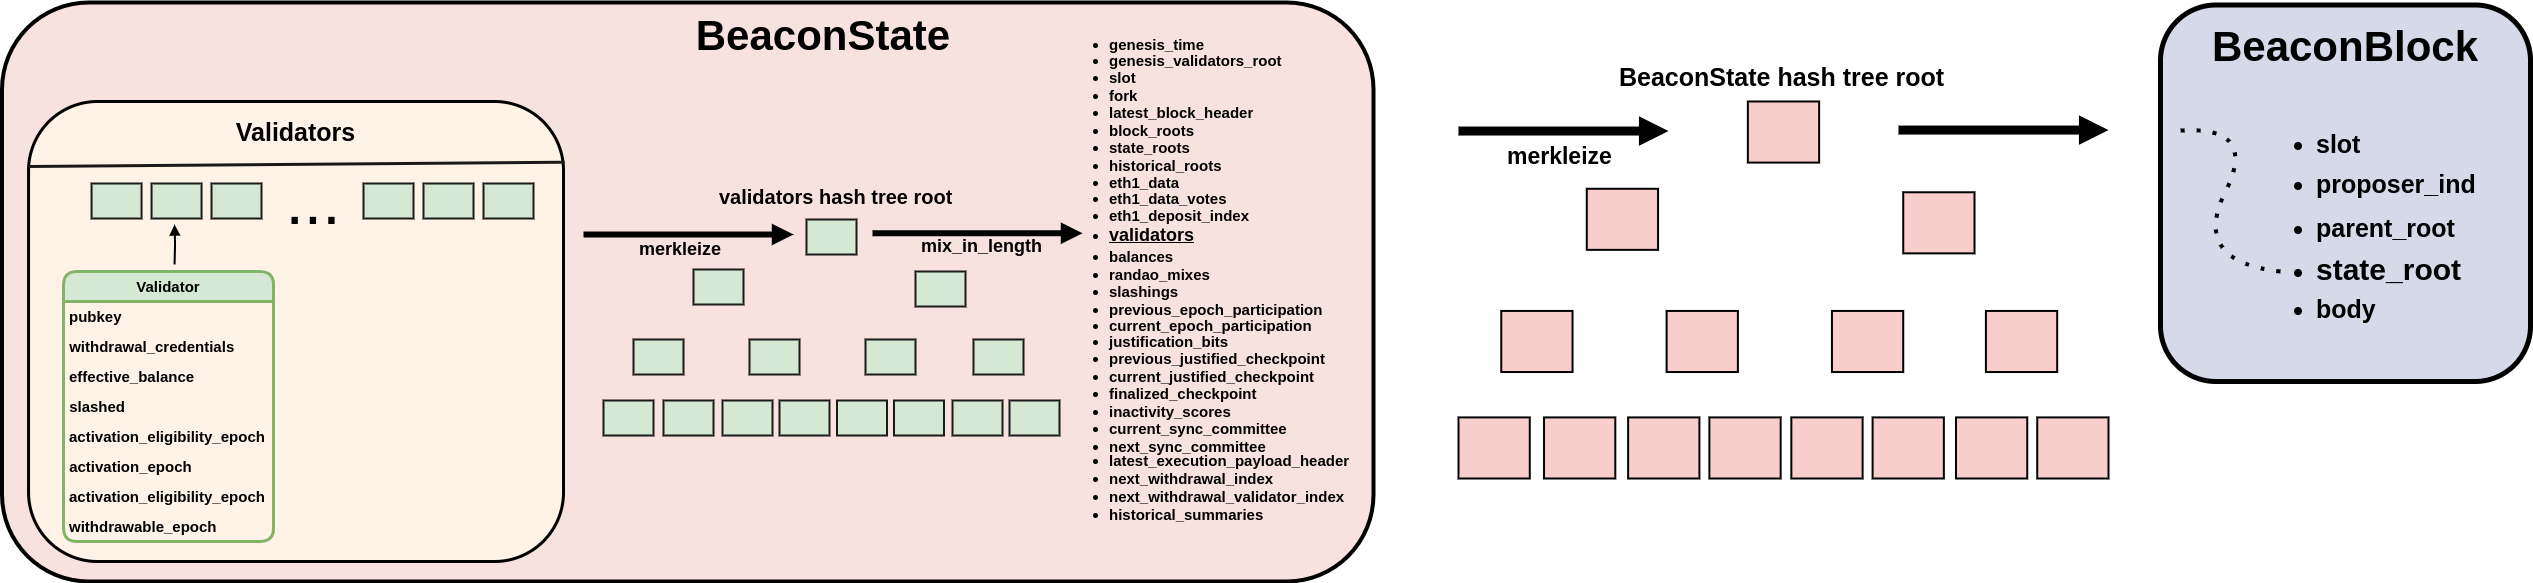 BeaconState
Validators
...
Validator
pubkey
withdrawal_credentials
effective_balance
slashed
activation_eligibility_epoch
activation_epoch
activation_eligibility_epoch
withdrawable_epoch
validators hash tree root
merkleize
mix_in_length
• genesis_time
• genesis_validators_root
• slot
• fork
• latest_block_header
• block_roots
• state_roots
• historical_roots
• eth1_data
• eth1_data_votes
• eth1_deposit_index
• validators
• balances
• randao_mixes
• slashings
• previous_epoch_participation
• current_epoch_participation
• justification_bits
• previous_justified_checkpoint
• current_justified_checkpoint
• finalized_checkpoint
• inactivity_scores
• current_sync_committee
• next_sync_committee
• latest_execution_payload_header
• next_withdrawal_index
• next_withdrawal_validator_index
• historical_summaries
BeaconState hash tree root
merkleize
BeaconBlock
• slot
• proposer_ind
• parent_root
• state_root
• body